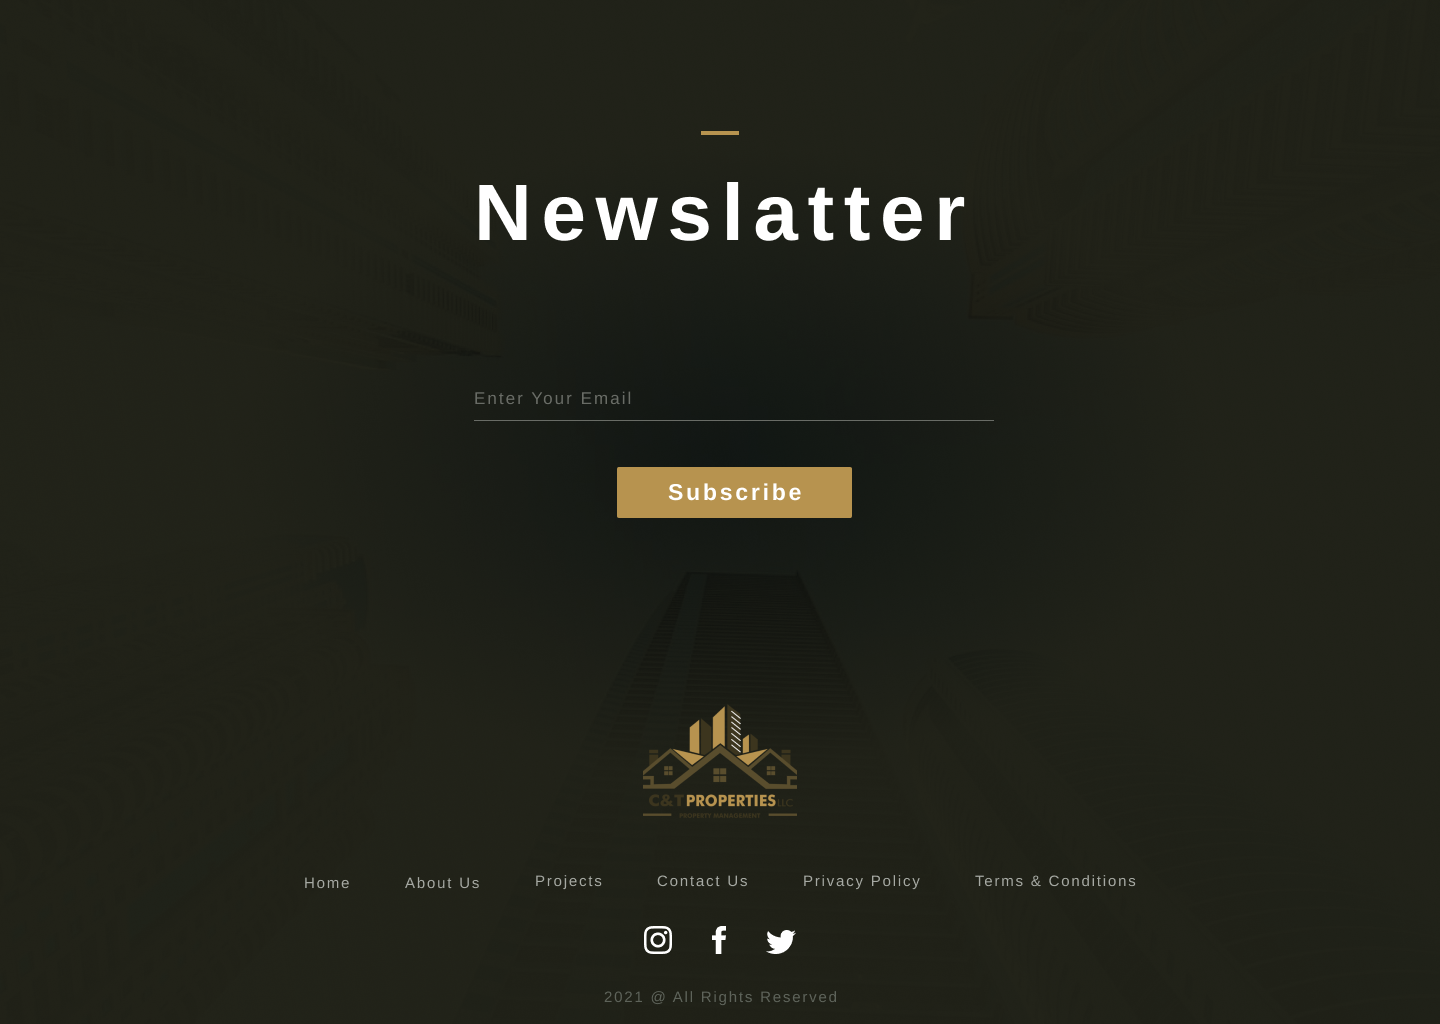 Newslatter
Enter Your Email
Subscribe
C&T PROPERTIES LLC
PROPERTY MANAGEMENT
Home About Us Projects Contact Us Privacy Policy Terms & Conditions
2021 @ All Rights Reserved